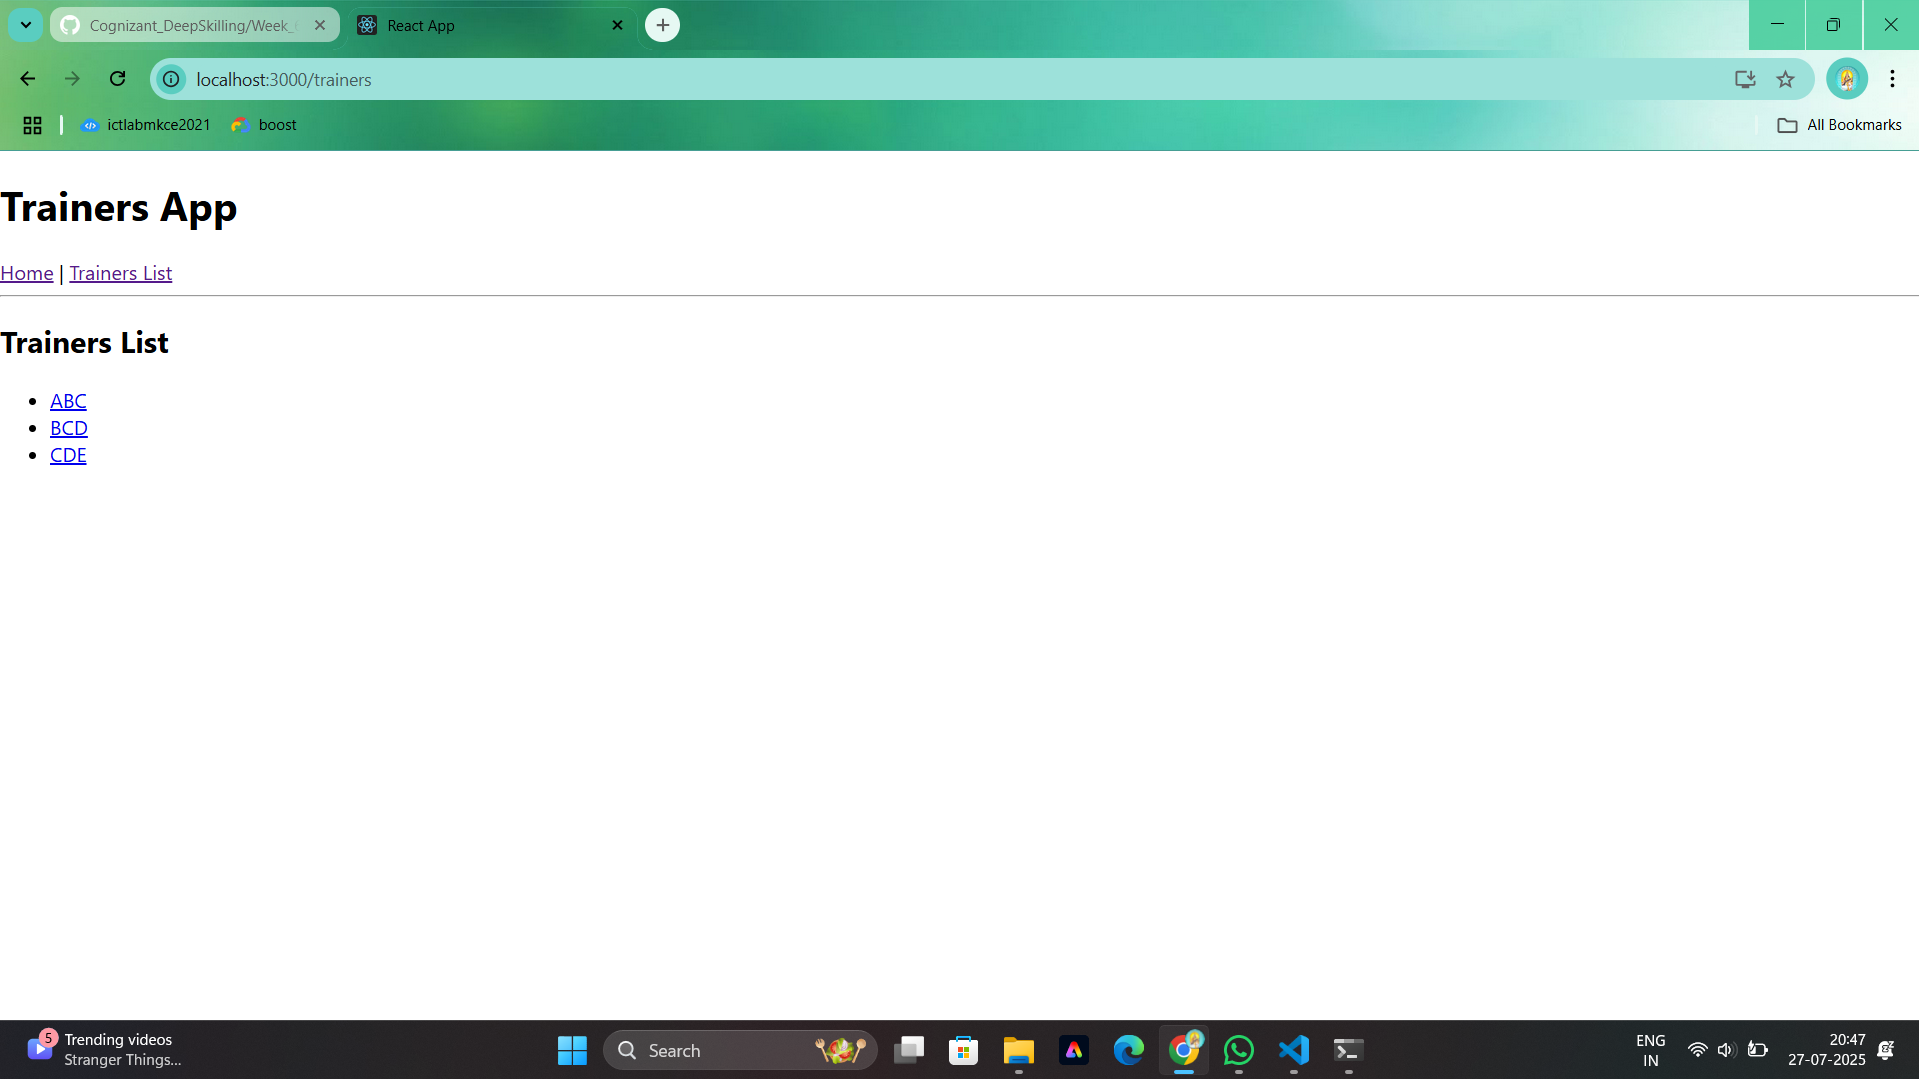 Cognizant_DeepSkilling/Week_
React App
localhost:3000/trainers
ictlabmkce2021
boost
All Bookmarks
Trainers App
Home | Trainers List
Trainers List
ABC
BCD
CDE
5
Trending videos
Stranger Things...
Search
ENG
IN
20:47
27-07-2025